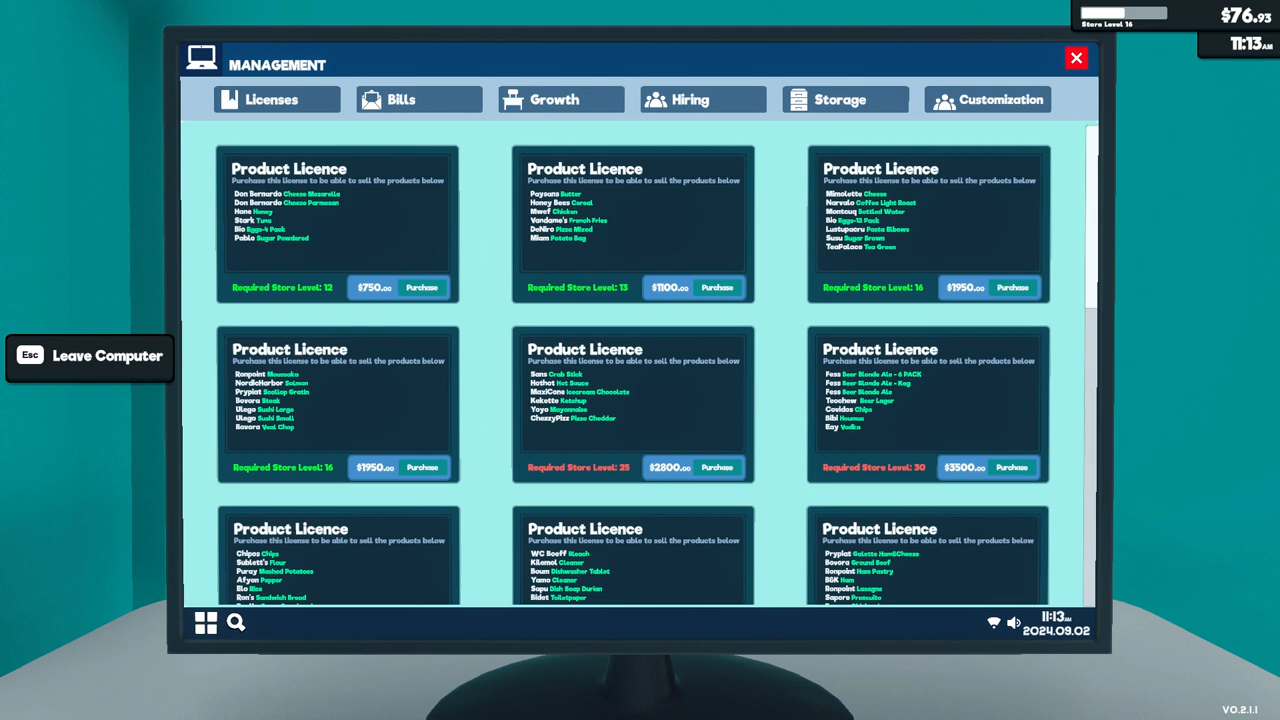 $76.93
Store Level 16
11:13AM
MANAGEMENT
Licenses
Bills
Growth
Hiring
Storage
Customization
Product Licence
Purchase this license to be able to sell the products below
Don Bernardo Cheese Mozarella
Don Bernardo Cheese Parmesan
Hone Honey
Stark Tuna
Bio Eggs-4 Pack
Pablo Sugar Powdered
Required Store Level: 12
$750.00
Purchase
Product Licence
Purchase this license to be able to sell the products below
Paysans Butter
Honey Bees Cereal
Mwef Chicken
Vandame's French Fries
DeNiro Pizza Mixed
Miam Potato Bag
Required Store Level: 13
$1100.00
Purchase
Product Licence
Purchase this license to be able to sell the products below
Mimolette Cheese
Narvalo Coffee Light Roast
Montcuq Bottled Water
Bio Eggs-12 Pack
Lustupacru Pasta Elbows
Susu Sugar Brown
TeaPalace Tea Green
Required Store Level: 16
$1950.00
Purchase
Esc
Leave Computer
Product Licence
Purchase this license to be able to sell the products below
Ronpoint Moussaka
NordicHarbor Salmon
Prypiat Scallop Gratin
Bovora Steak
Ulego Sushi Large
Ulego Sushi Small
Bovora Veal Chop
Required Store Level: 16
$1950.00
Purchase
Product Licence
Purchase this license to be able to sell the products below
Sans Crab Stick
Hothot Hot Sauce
MaxiCone Icecream Chocolate
Kekette Ketchup
Yoyo Mayonnaise
ChezzyPizz Pizza Cheddar
Required Store Level: 25
$2800.00
Purchase
Product Licence
Purchase this license to be able to sell the products below
Fess Beer Blonde Ale - 6 PACK
Fess Beer Blonde Ale - Keg
Fess Beer Blonde Ale
Teochew Beer Lager
Covidos Chips
Bibi Houmus
Eay Vodka
Required Store Level: 30
$3500.00
Purchase
Product Licence
Purchase this license to be able to sell the products below
Chipos Chips
Sublett's Flour
Puray Mashed Potatoes
Afyon Pepper
Blo Rice
Ron's Sandwich Bread
Product Licence
Purchase this license to be able to sell the products below
WC Boeff Bleach
Kilemol Cleaner
Boum Dishwasher Tablet
Yamo Cleaner
Sapu Dish Soap Durian
Bidet Toiletpaper
Product Licence
Purchase this license to be able to sell the products below
Prypiat Galette Ham&Cheese
Bovora Ground Beef
Ronpoint Ham Pastry
BSK Ham
Ronpoint Lasagna
Sapore Proscuito
11:13AM
2024.09.02
V0.2.1.1